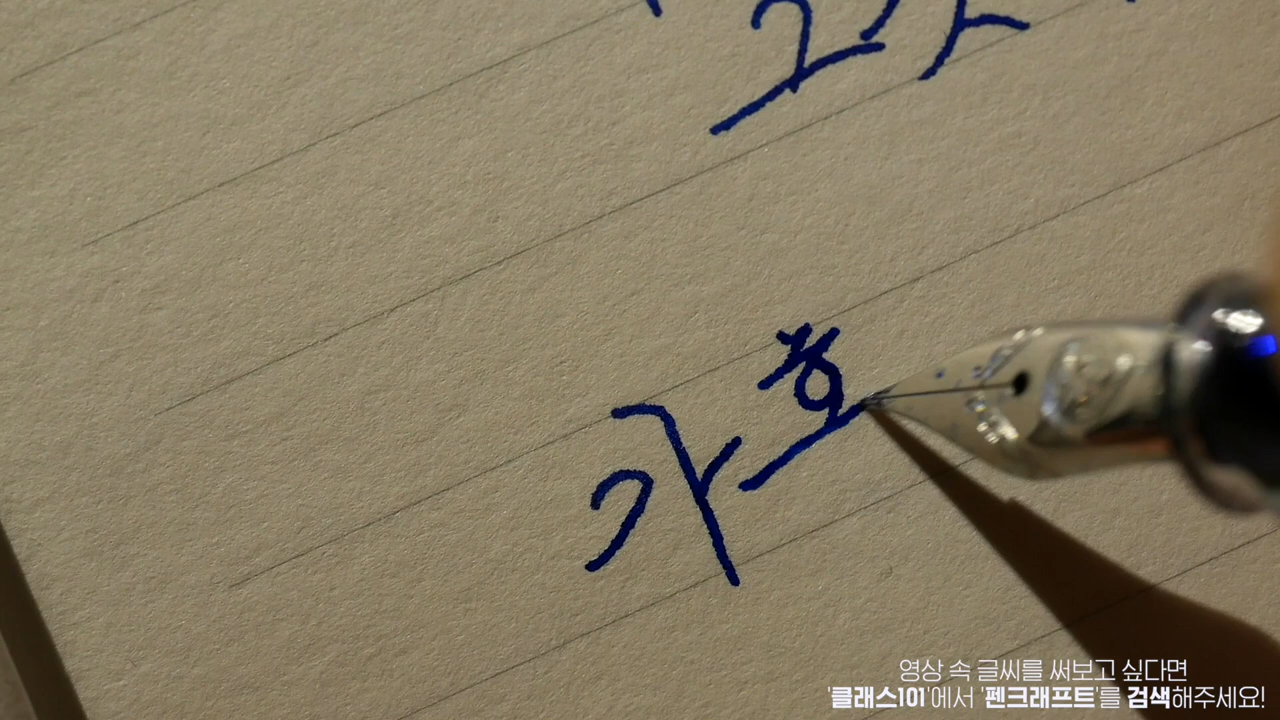 가흐
영상 속 글씨를 써보고 싶다면
'클래스101'에서 '펜크래프트'를 검색해주세요!